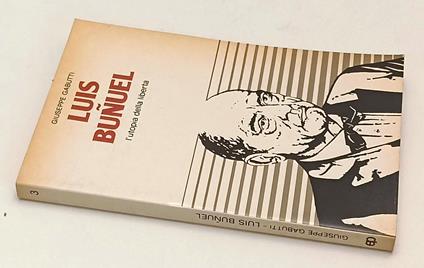 GIUSEPPE GABUTTI
LUIS
BUÑUEL
l'utopia della libertà
3
GIUSEPPE GABUTTI - LUIS BUÑUEL